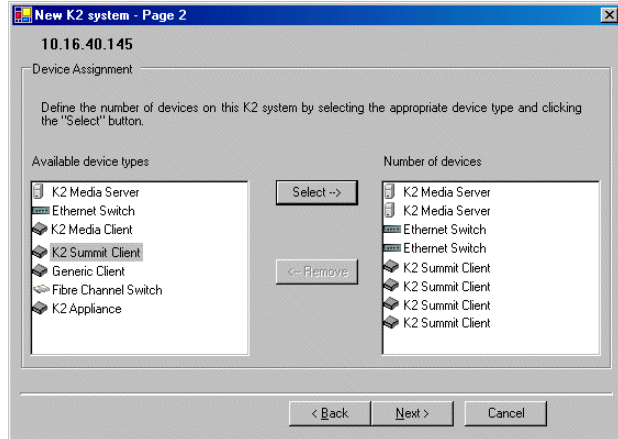 New K2 system - Page 2
10.16.40.145
Device Assignment
Define the number of devices on this K2 system by selecting the appropriate device type and clicking
the "Select" button.
Available device types
K2 Media Server
Ethernet Switch
K2 Media Client
K2 Summit Client
Generic Client
Fibre Channel Switch
K2 Appliance
Select -->
<-- Remove
Number of devices
K2 Media Server
K2 Media Server
Ethernet Switch
Ethernet Switch
K2 Summit Client
K2 Summit Client
K2 Summit Client
K2 Summit Client
< Back
Next >
Cancel